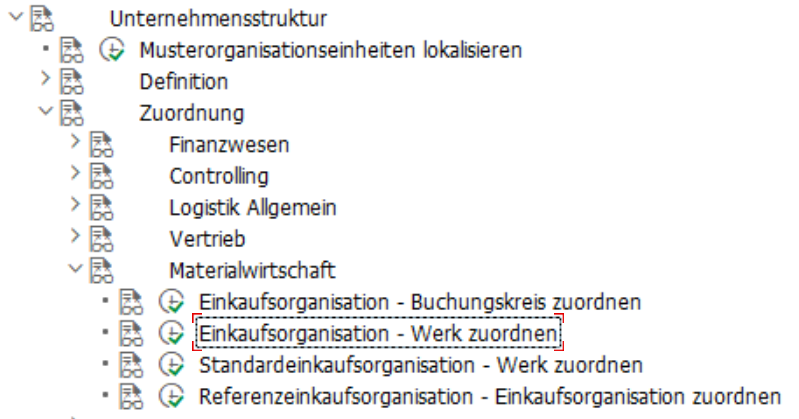 Unternehmensstruktur
Musterorganisationseinheiten lokalisieren
Definition
Zuordnung
Finanzwesen
Controlling
Logistik Allgemein
Vertrieb
Materialwirtschaft
Einkaufsorganisation - Buchungskreis zuordnen
Einkaufsorganisation - Werk zuordnen
Standardeinkaufsorganisation - Werk zuordnen
Referenzeinkaufsorganisation - Einkaufsorganisation zuordnen